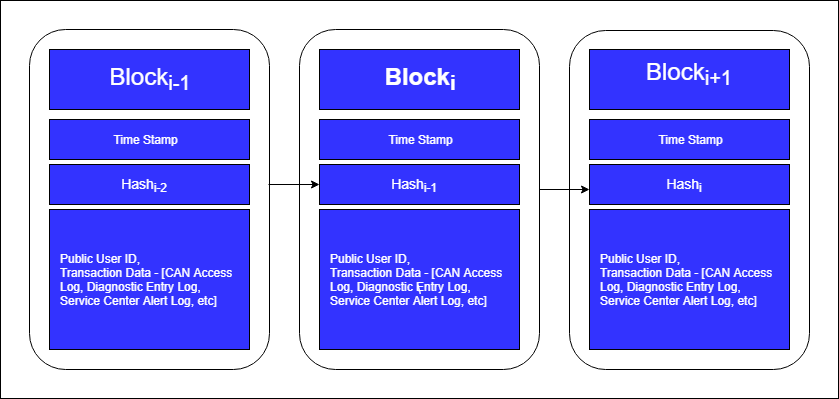 Block i-1
Time Stamp
Hash i-2
Public User ID,
Transaction Data - [CAN Access
Log, Diagnostic Entry Log,
Service Center Alert Log, etc]
Block i
Time Stamp
Hash i-1
Public User ID,
Transaction Data - [CAN Access
Log, Diagnostic Entry Log,
Service Center Alert Log, etc]
Block i+1
Time Stamp
Hash i
Public User ID,
Transaction Data - [CAN Access
Log, Diagnostic Entry Log,
Service Center Alert Log, etc]